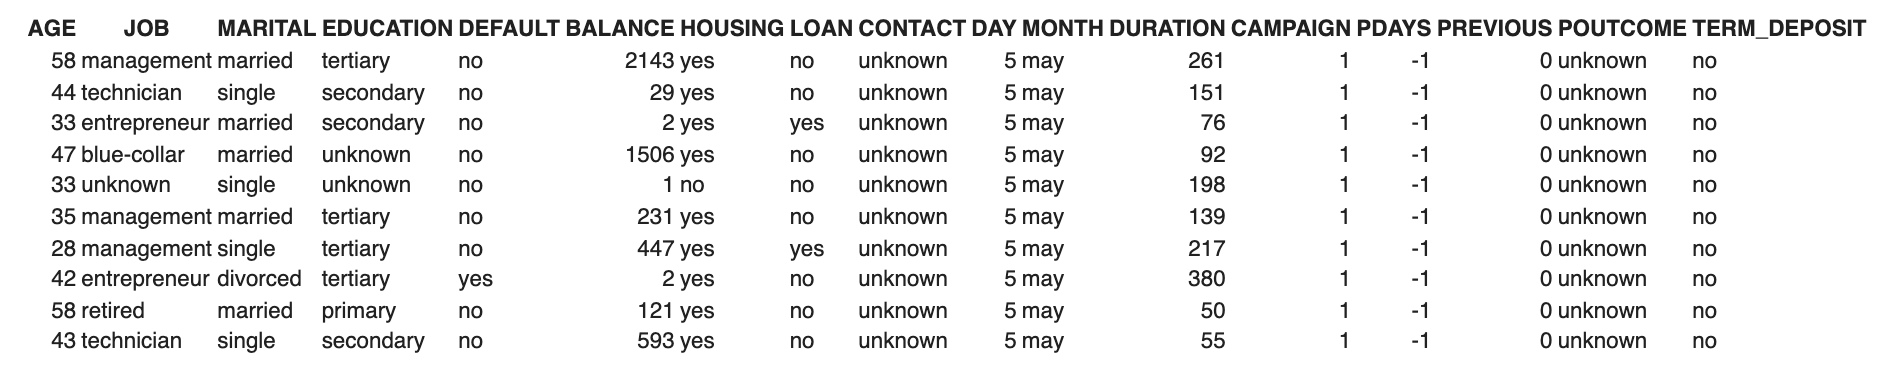 AGE JOB MARITAL EDUCATION DEFAULT BALANCE HOUSING LOAN CONTACT DAY MONTH DURATION CAMPAIGN PDAYS PREVIOUS POUTCOME TERM_DEPOSIT
58 management married tertiary no 2143 yes no unknown 5 may 261 1 -1 0 unknown no
44 technician single secondary no 29 yes no unknown 5 may 151 1 -1 0 unknown no
33 entrepreneur married secondary no 2 yes yes unknown 5 may 76 1 -1 0 unknown no
47 blue-collar married unknown no 1506 yes no unknown 5 may 92 1 -1 0 unknown no
33 unknown single unknown no 1 no no unknown 5 may 198 1 -1 0 unknown no
35 management married tertiary no 231 yes no unknown 5 may 139 1 -1 0 unknown no
28 management single tertiary no 447 yes yes unknown 5 may 217 1 -1 0 unknown no
42 entrepreneur divorced tertiary yes 2 yes no unknown 5 may 380 1 -1 0 unknown no
58 retired married primary no 121 yes no unknown 5 may 50 1 -1 0 unknown no
43 technician single secondary no 593 yes no unknown 5 may 55 1 -1 0 unknown no